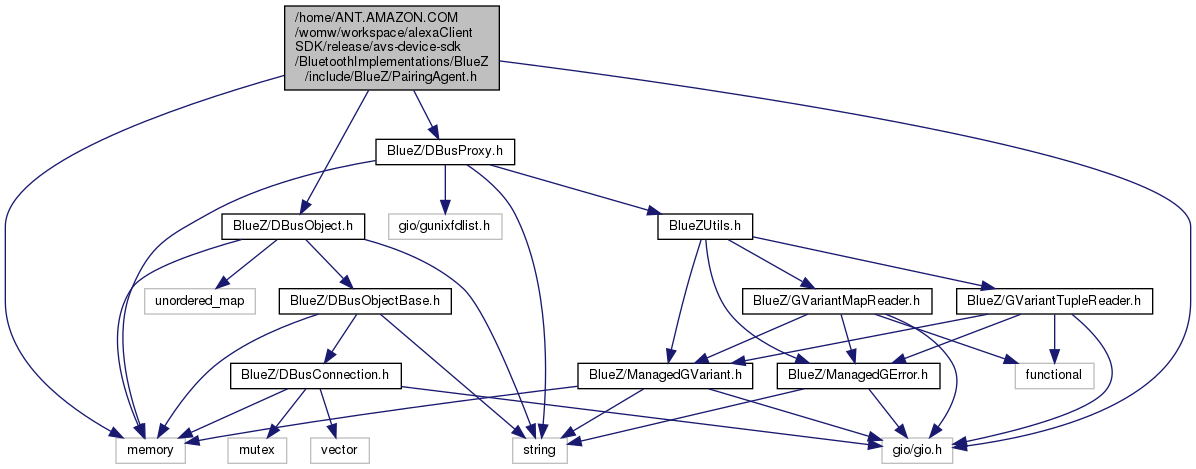 /home/ANT.AMAZON.COM
/womw/workspace/alexaClient
SDK/release/avs-device-sdk
/BluetoothImplementations/BlueZ
/include/BlueZ/PairingAgent.h
BlueZ/DBusProxy.h
BlueZ/DBusObject.h
gio/gunixfdlist.h
BlueZUtils.h
unordered_map
BlueZ/DBusObjectBase.h
BlueZ/GVariantMapReader.h
BlueZ/GVariantTupleReader.h
BlueZ/DBusConnection.h
BlueZ/ManagedGVariant.h
BlueZ/ManagedGError.h
functional
memory
mutex
vector
string
gio/gio.h